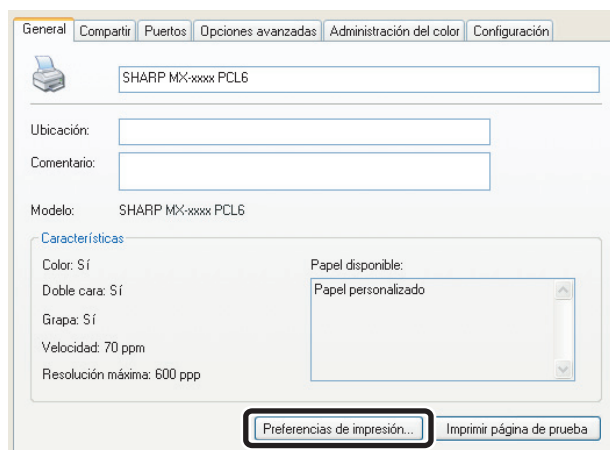 General Compartir Puertos Opciones avanzadas Administración del color Configuración
SHARP MX-xxxx PCL6
Ubicación:
Comentario:
Modelo: SHARP MX-xxxx PCL6
Características
Color: Sí Papel disponible:
Doble cara: Sí Papel personalizado
Grapa: Sí
Velocidad: 70 ppm
Resolución máxima: 600 ppp
Preferencias de impresión... Imprimir página de prueba